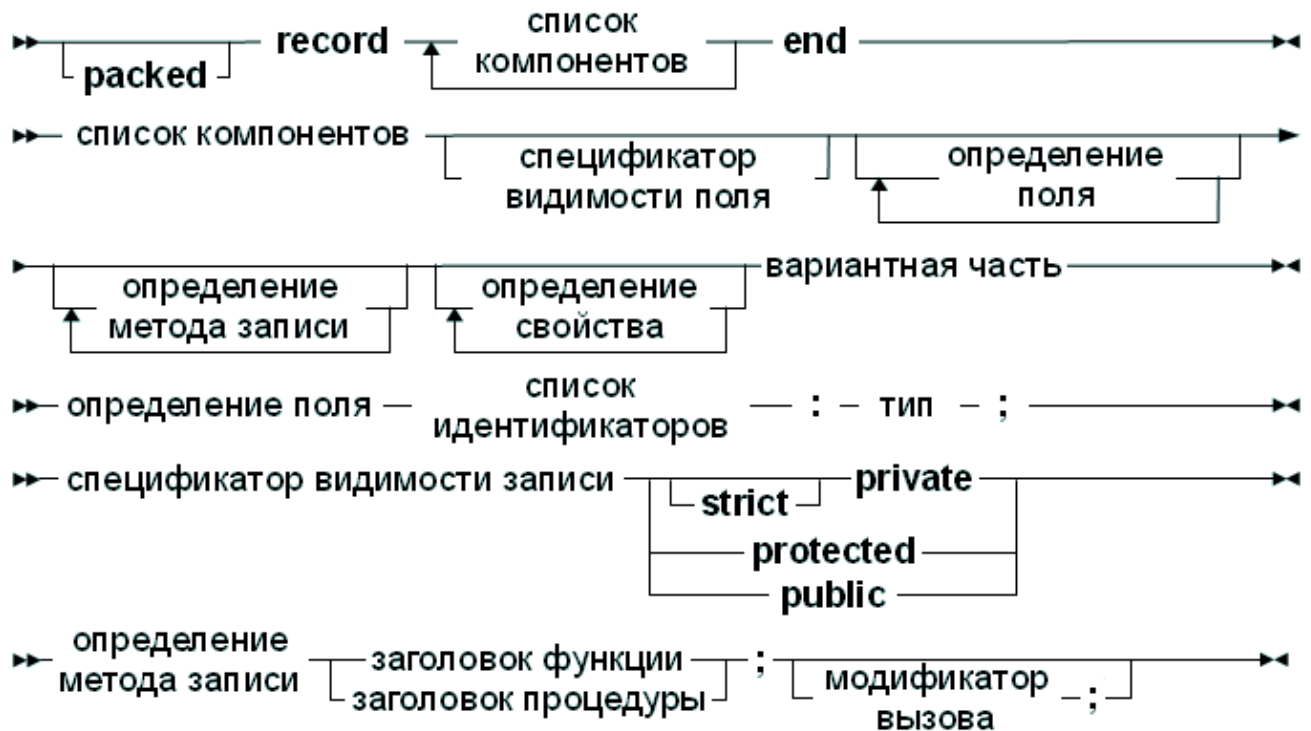 record список компонентов end
packed
список компонентов
спецификатор видимости поля определение поля
определение метода записи определение свойства вариантная часть
определение поля список идентификаторов : тип ;
спецификатор видимости записи private
strict
protected
public
определение метода записи заголовок функции ;
заголовок процедуры модификатор вызова ;